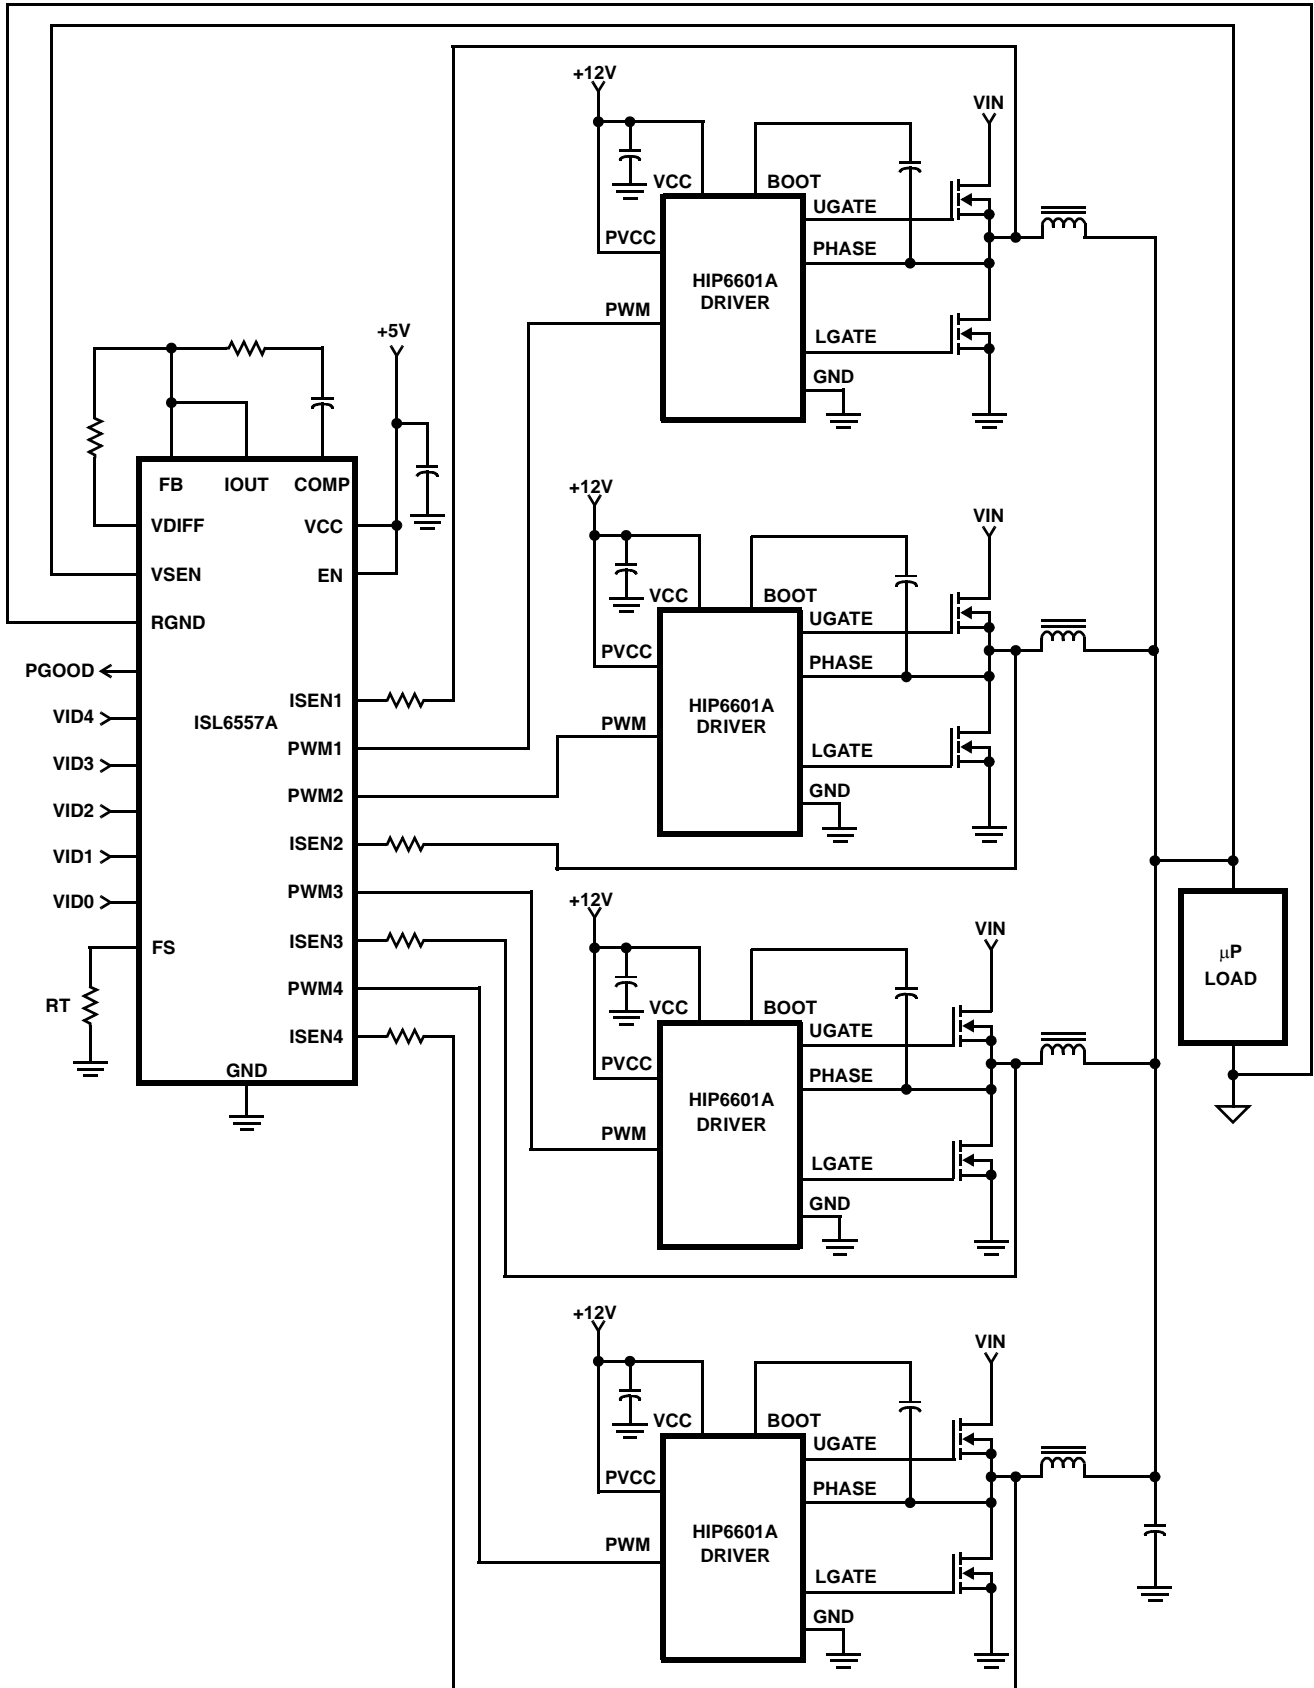 +12V
VIN
VCC
BOOT
UGATE
PVCC
PHASE
HIP6601A
DRIVER
PWM
LGATE
GND
+5V
FB
IOUT
COMP
VDIFF
VCC
VSEN
EN
RGND
PGOOD
ISEN1
VID4
ISL6557A
PWM1
VID3
PWM2
VID2
ISEN2
VID1
PWM3
VID0
ISEN3
FS
PWM4
RT
ISEN4
GND
+12V
VIN
VCC
BOOT
UGATE
PVCC
PHASE
HIP6601A
DRIVER
PWM
LGATE
GND
+12V
VIN
VCC
BOOT
UGATE
PVCC
PHASE
HIP6601A
DRIVER
PWM
LGATE
GND
μP
LOAD
+12V
VIN
VCC
BOOT
UGATE
PVCC
PHASE
HIP6601A
DRIVER
PWM
LGATE
GND